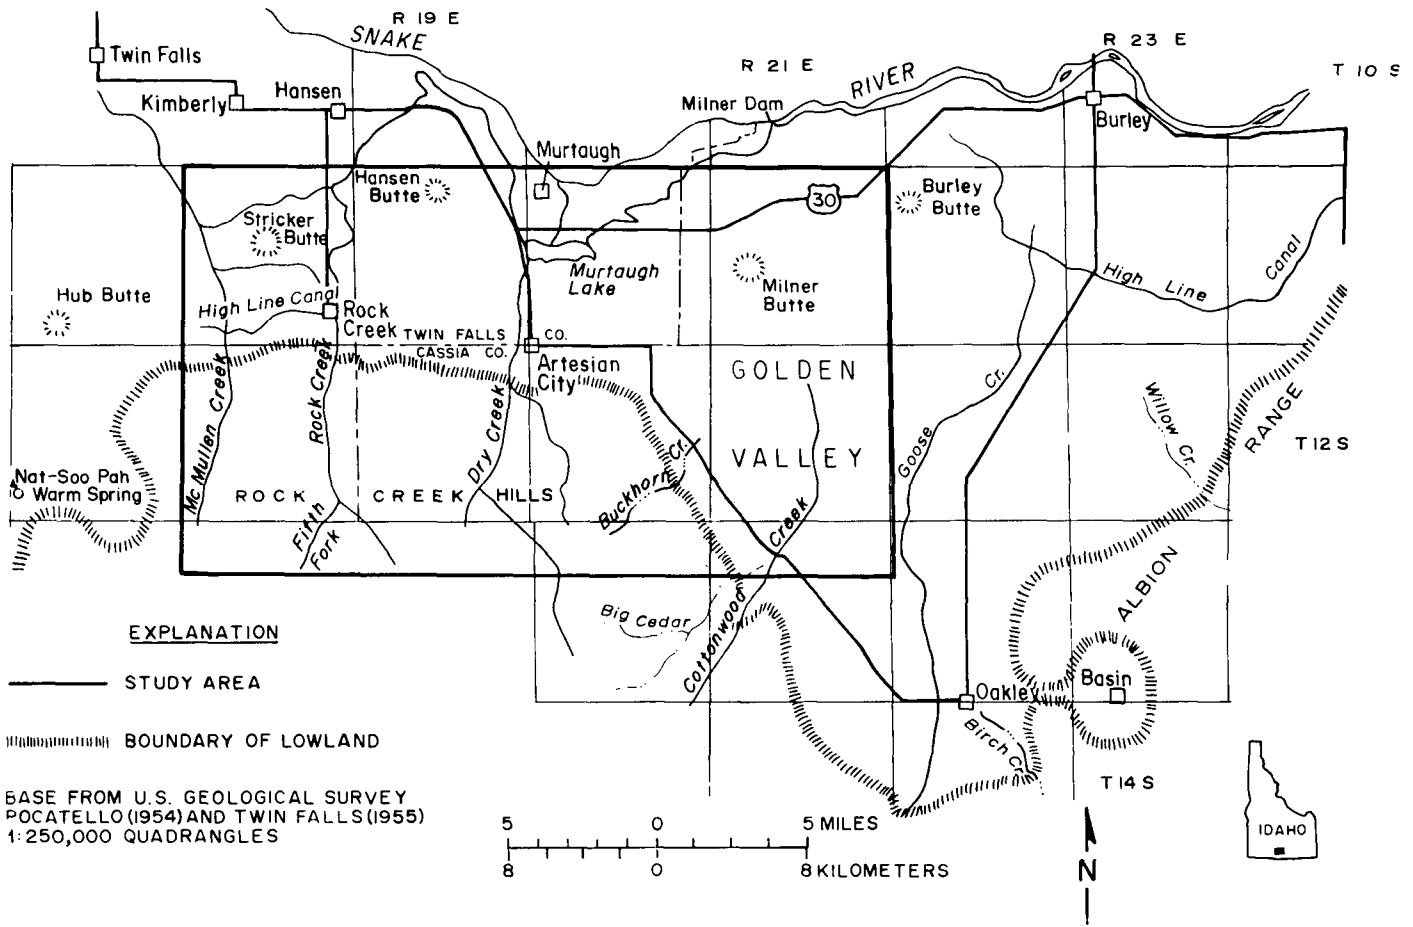 R 19 E
SNAKE
R 23 E
Twin Falls
R 21 E
RIVER
T 10 S
Hansen
Kimberly
Milner Dam
Burley
Murtaugh
Hansen
Butte
Burley
Butte
30
Stricker
Butte
Murtaugh
Lake
High Line Canal
Milner
Butte
Hub Butte
High Line Canal
Rock
Creek
TWIN FALLS CO.
CASSIA CO.
Artesian
City
GOLDEN
VALLEY
Mc Mullen Creek
Rock Creek
Dry Creek
Buckhorn Cr.
Goose Cr.
Willow Cr.
ALBION RANGE
T 12 S
Nat-Soo Pah
Warm Spring
ROCK CREEK HILLS
Fifth
Fork
Cottonwood Creek
Big Cedar
Oakley
Basin
Birch Cr.
T 14 S
EXPLANATION
STUDY AREA
BOUNDARY OF LOWLAND
BASE FROM U.S. GEOLOGICAL SURVEY
POCATELLO (1954) AND TWIN FALLS (1955)
1:250,000 QUADRANGLES
5 0 5 MILES
8 0 8 KILOMETERS
N
IDAHO